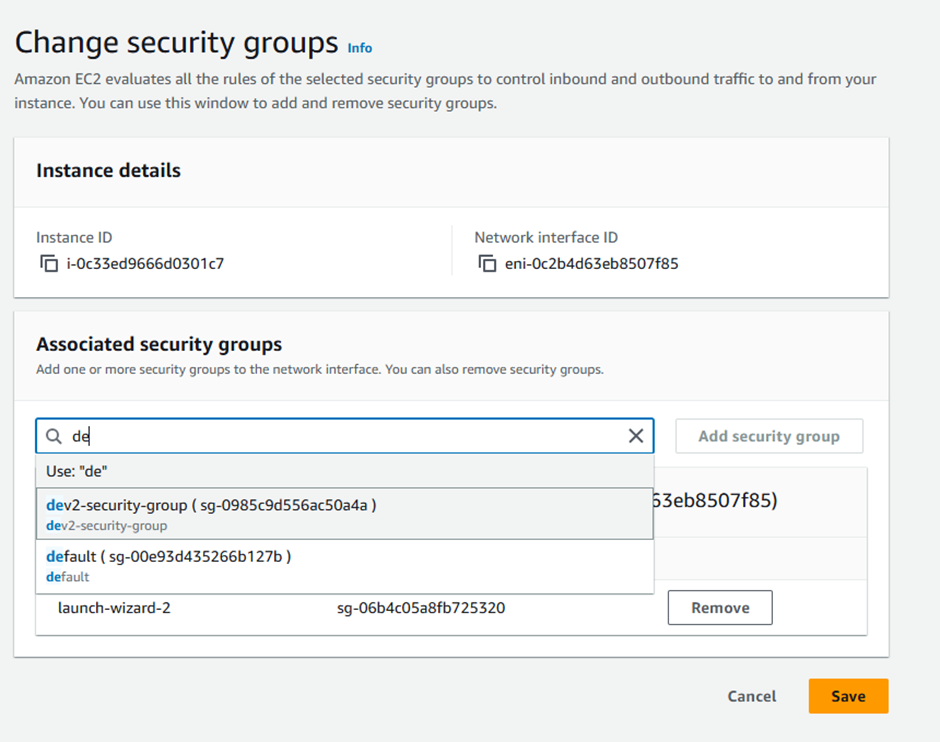 Change security groups Info
Amazon EC2 evaluates all the rules of the selected security groups to control inbound and outbound traffic to and from your
instance. You can use this window to add and remove security groups.
Instance details
Instance ID
i-0c33ed9666d0301c7
Network interface ID
eni-0c2b4d63eb8507f85
Associated security groups
Add one or more security groups to the network interface. You can also remove security groups.
de
Add security group
Use: "de"
dev2-security-group ( sg-0985c9d556ac50a4a )
dev2-security-group
63eb8507f85)
default ( sg-00e93d435266b127b )
default
launch-wizard-2 sg-06b4c05a8fb725320 Remove
Cancel Save